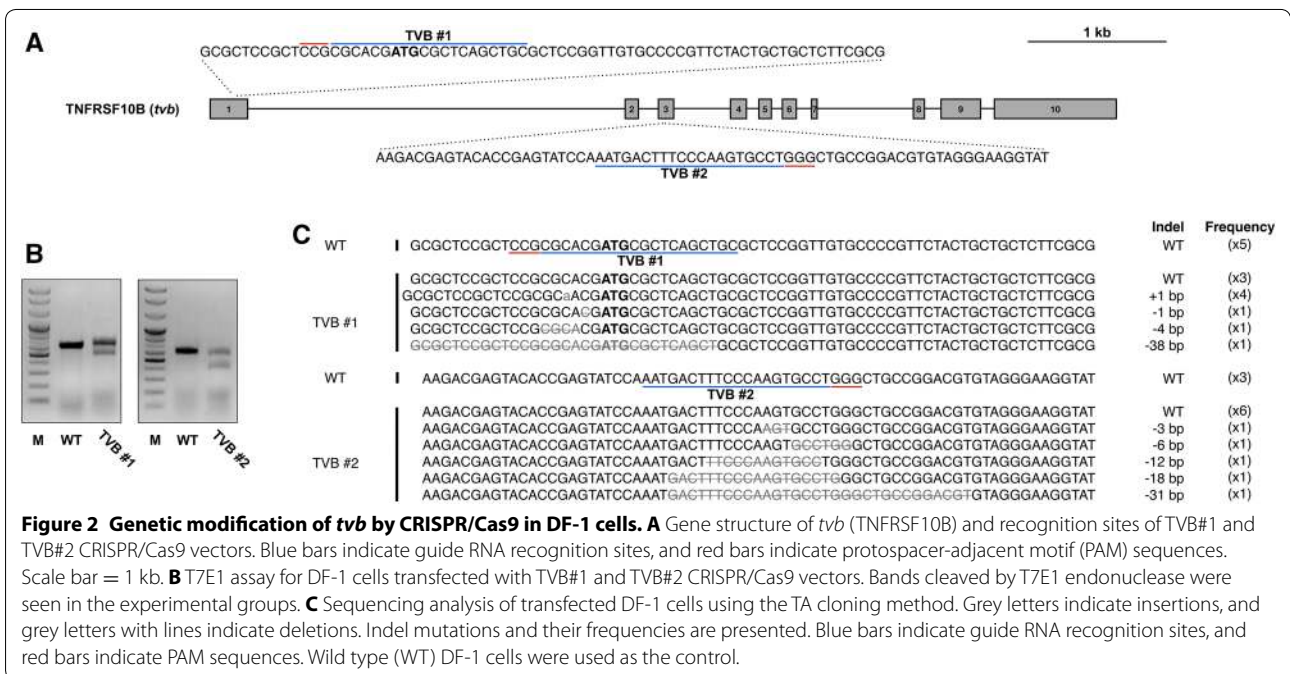 A
TVB #1
GCGCTCCGCTCCGCGCACGATGCGCTCAGCTGCGCTCCGGTTGTGCCCCGTTCTACTGCTGCTCTTCGCG
1 kb
TNFRSF10B (tvb)
1 2 3 4 5 6 7 8 9 10
AAGACGAGTACACCGAGTATCCAAATGACTTTCCCAAGTGCCTGGGCTGCCGGACGTGTAGGGAAGGTAT
TVB #2
B
M WT TVB #1
M WT TVB #2
C
Indel Frequency
WT GCGCTCCGCTCCGCGCACGATGCGCTCAGCTGCGCTCCGGTTGTGCCCCGTTCTACTGCTGCTCTTCGCG WT (x5)
TVB #1
TVB #1
GCGCTCCGCTCCGCGCACGATGCGCTCAGCTGCGCTCCGGTTGTGCCCCGTTCTACTGCTGCTCTTCGCG WT (x3)
GCGCTCCGCTCCGCGCaACGATGCGCTCAGCTGCGCTCCGGTTGTGCCCCGTTCTACTGCTGCTCTTCGCG +1 bp (x4)
GCGCTCCGCTCCGCGCACGATGCGCTCAGCTGCGCTCCGGTTGTGCCCCGTTCTACTGCTGCTCTTCGCG -1 bp (x1)
GCGCTCCGCTCCGCGCACGATGCGCTCAGCTGCGCTCCGGTTGTGCCCCGTTCTACTGCTGCTCTTCGCG -4 bp (x1)
GCGCTCCGCTCCGCGCACGATGCGCTCAGCTGCGCTCCGGTTGTGCCCCGTTCTACTGCTGCTCTTCGCG -38 bp (x1)
WT AAGACGAGTACACCGAGTATCCAAATGACTTTCCCAAGTGCCTGGGCTGCCGGACGTGTAGGGAAGGTAT WT (x3)
TVB #2
TVB #2
AAGACGAGTACACCGAGTATCCAAATGACTTTCCCAAGTGCCTGGGCTGCCGGACGTGTAGGGAAGGTAT WT (x6)
AAGACGAGTACACCGAGTATCCAAATGACTTTCCCAAGTGCCTGGGCTGCCGGACGTGTAGGGAAGGTAT -3 bp (x1)
AAGACGAGTACACCGAGTATCCAAATGACTTTCCCAAGTGCCTGGGCTGCCGGACGTGTAGGGAAGGTAT -6 bp (x1)
AAGACGAGTACACCGAGTATCCAAATGACTTTCCCAAGTGCCTGGGCTGCCGGACGTGTAGGGAAGGTAT -12 bp (x1)
AAGACGAGTACACCGAGTATCCAAATGACTTTCCCAAGTGCCTGGGCTGCCGGACGTGTAGGGAAGGTAT -18 bp (x1)
AAGACGAGTACACCGAGTATCCAAATGACTTTCCCAAGTGCCTGGGCTGCCGGACGTGTAGGGAAGGTAT -31 bp (x1)
Figure 2 Genetic modification of tvb by CRISPR/Cas9 in DF-1 cells. A Gene structure of tvb (TNFRSF10B) and recognition sites of TVB#1 and
TVB#2 CRISPR/Cas9 vectors. Blue bars indicate guide RNA recognition sites, and red bars indicate protospacer-adjacent motif (PAM) sequences.
Scale bar = 1 kb. B T7E1 assay for DF-1 cells transfected with TVB#1 and TVB#2 CRISPR/Cas9 vectors. Bands cleaved by T7E1 endonuclease were
seen in the experimental groups. C Sequencing analysis of transfected DF-1 cells using the TA cloning method. Grey letters indicate insertions, and
grey letters with lines indicate deletions. Indel mutations and their frequencies are presented. Blue bars indicate guide RNA recognition sites, and
red bars indicate PAM sequences. Wild type (WT) DF-1 cells were used as the control.